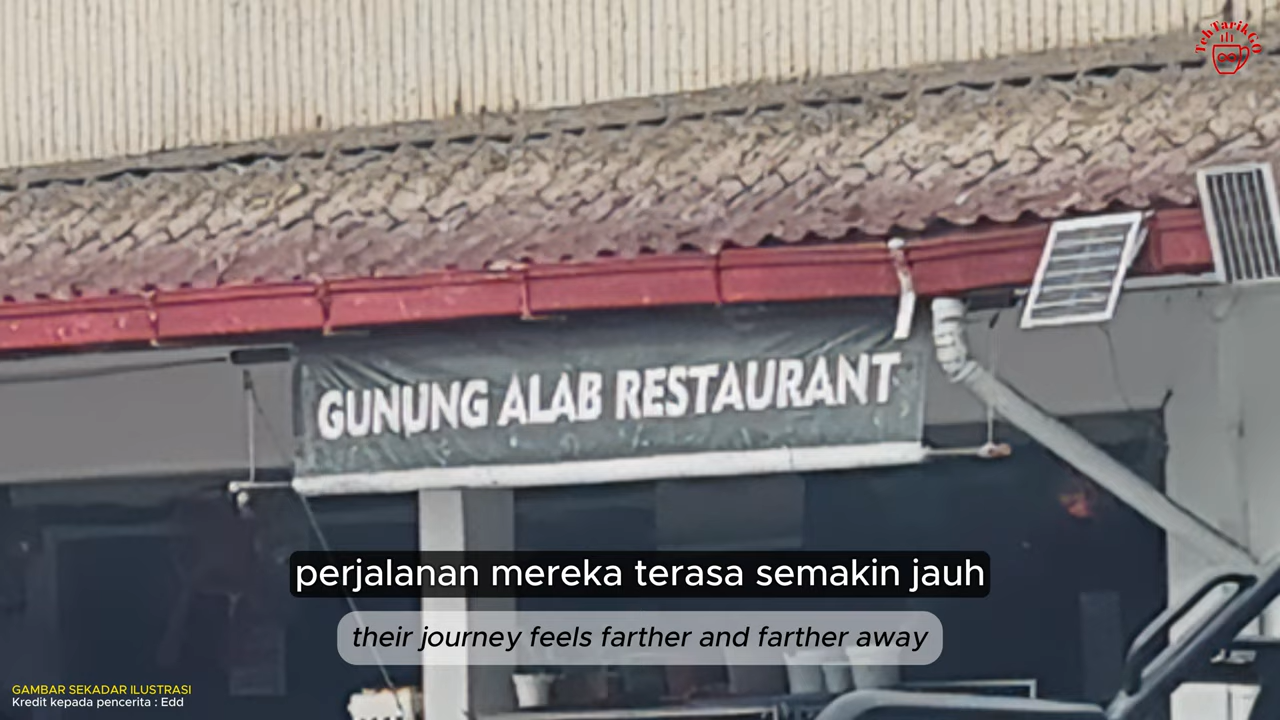 TehTarikGO
GUNUNG ALAB RESTAURANT
perjalanan mereka terasa semakin jauh
their journey feels farther and farther away
GAMBAR SEKADAR ILUSTRASI
Kredit kepada pencerita : Edd